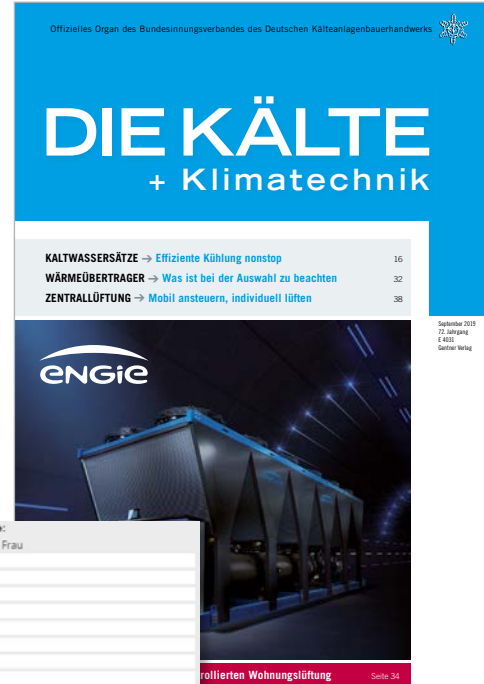 Offizielles Organ des Bundesinnungsverbandes des Deutschen Kälteanlagenbauerhandwerks
DIE KÄLTE
+ Klimatechnik
KALTWASSERSÄTZE → Effiziente Kühlung nonstop 16
WÄRMEÜBERTRAGER → Was ist bei der Auswahl zu beachten 32
ZENTRALLÜFTUNG → Mobil ansteuern, individuell lüften 38
September 2019
72. Jahrgang
E 4031
Gentner Verlag
ENGIE
Frau
rollierten Wohnungslüftung Seite 34